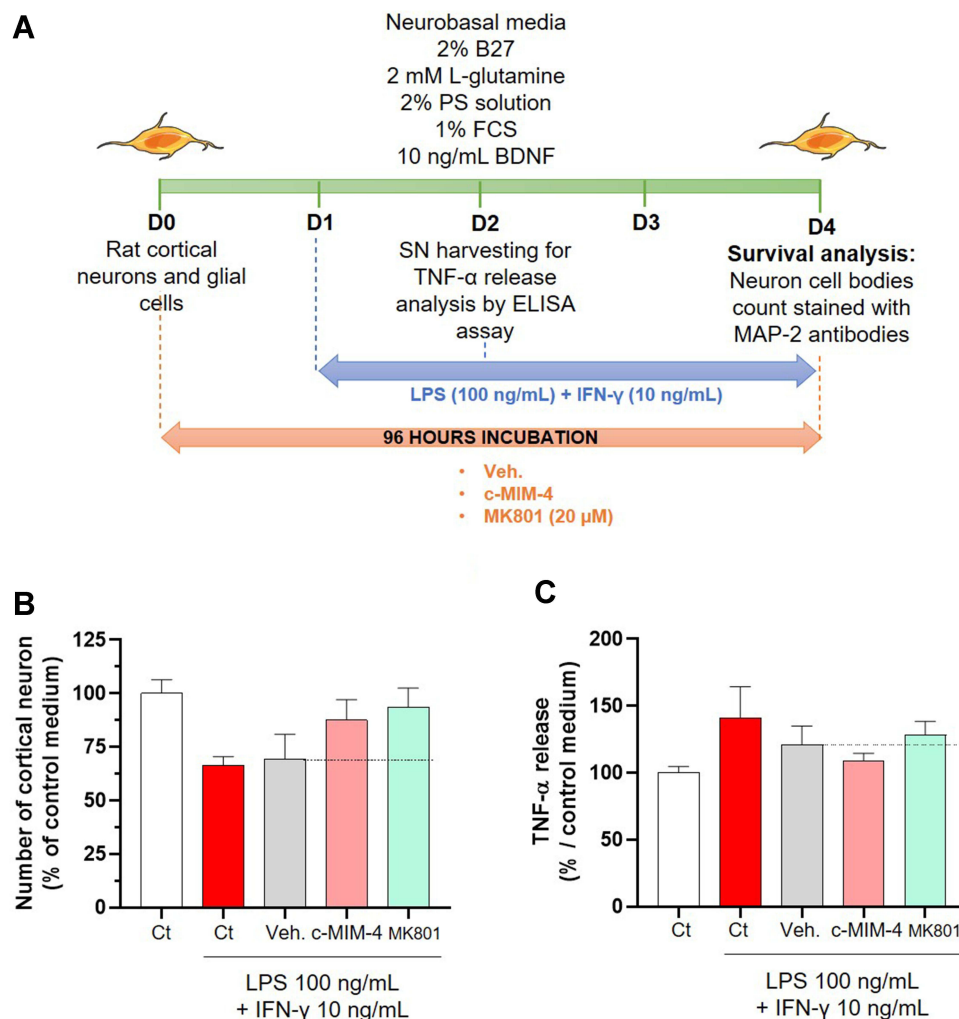 A
Neurobasal media
2% B27
2 mM L-glutamine
2% PS solution
1% FCS
10 ng/mL BDNF
D0
D1
D2
D3
D4
Rat cortical
neurons and glial
cells
SN harvesting for
TNF-α release
analysis by ELISA
assay
Survival analysis:
Neuron cell bodies
count stained with
MAP-2 antibodies
LPS (100 ng/mL) + IFN-γ (10 ng/mL)
96 HOURS INCUBATION
• Veh.
• c-MIM-4
• MK801 (20 µM)
B
Number of cortical neuron
(% of control medium)
125
100
75
50
25
0
Ct
Ct
Veh.
c-MIM-4
MK801
LPS 100 ng/mL
+ IFN-γ 10 ng/mL
C
TNF-α release
(% / control medium)
200
150
100
50
0
Ct
Ct
Veh.
c-MIM-4
MK801
LPS 100 ng/mL
+ IFN-γ 10 ng/mL